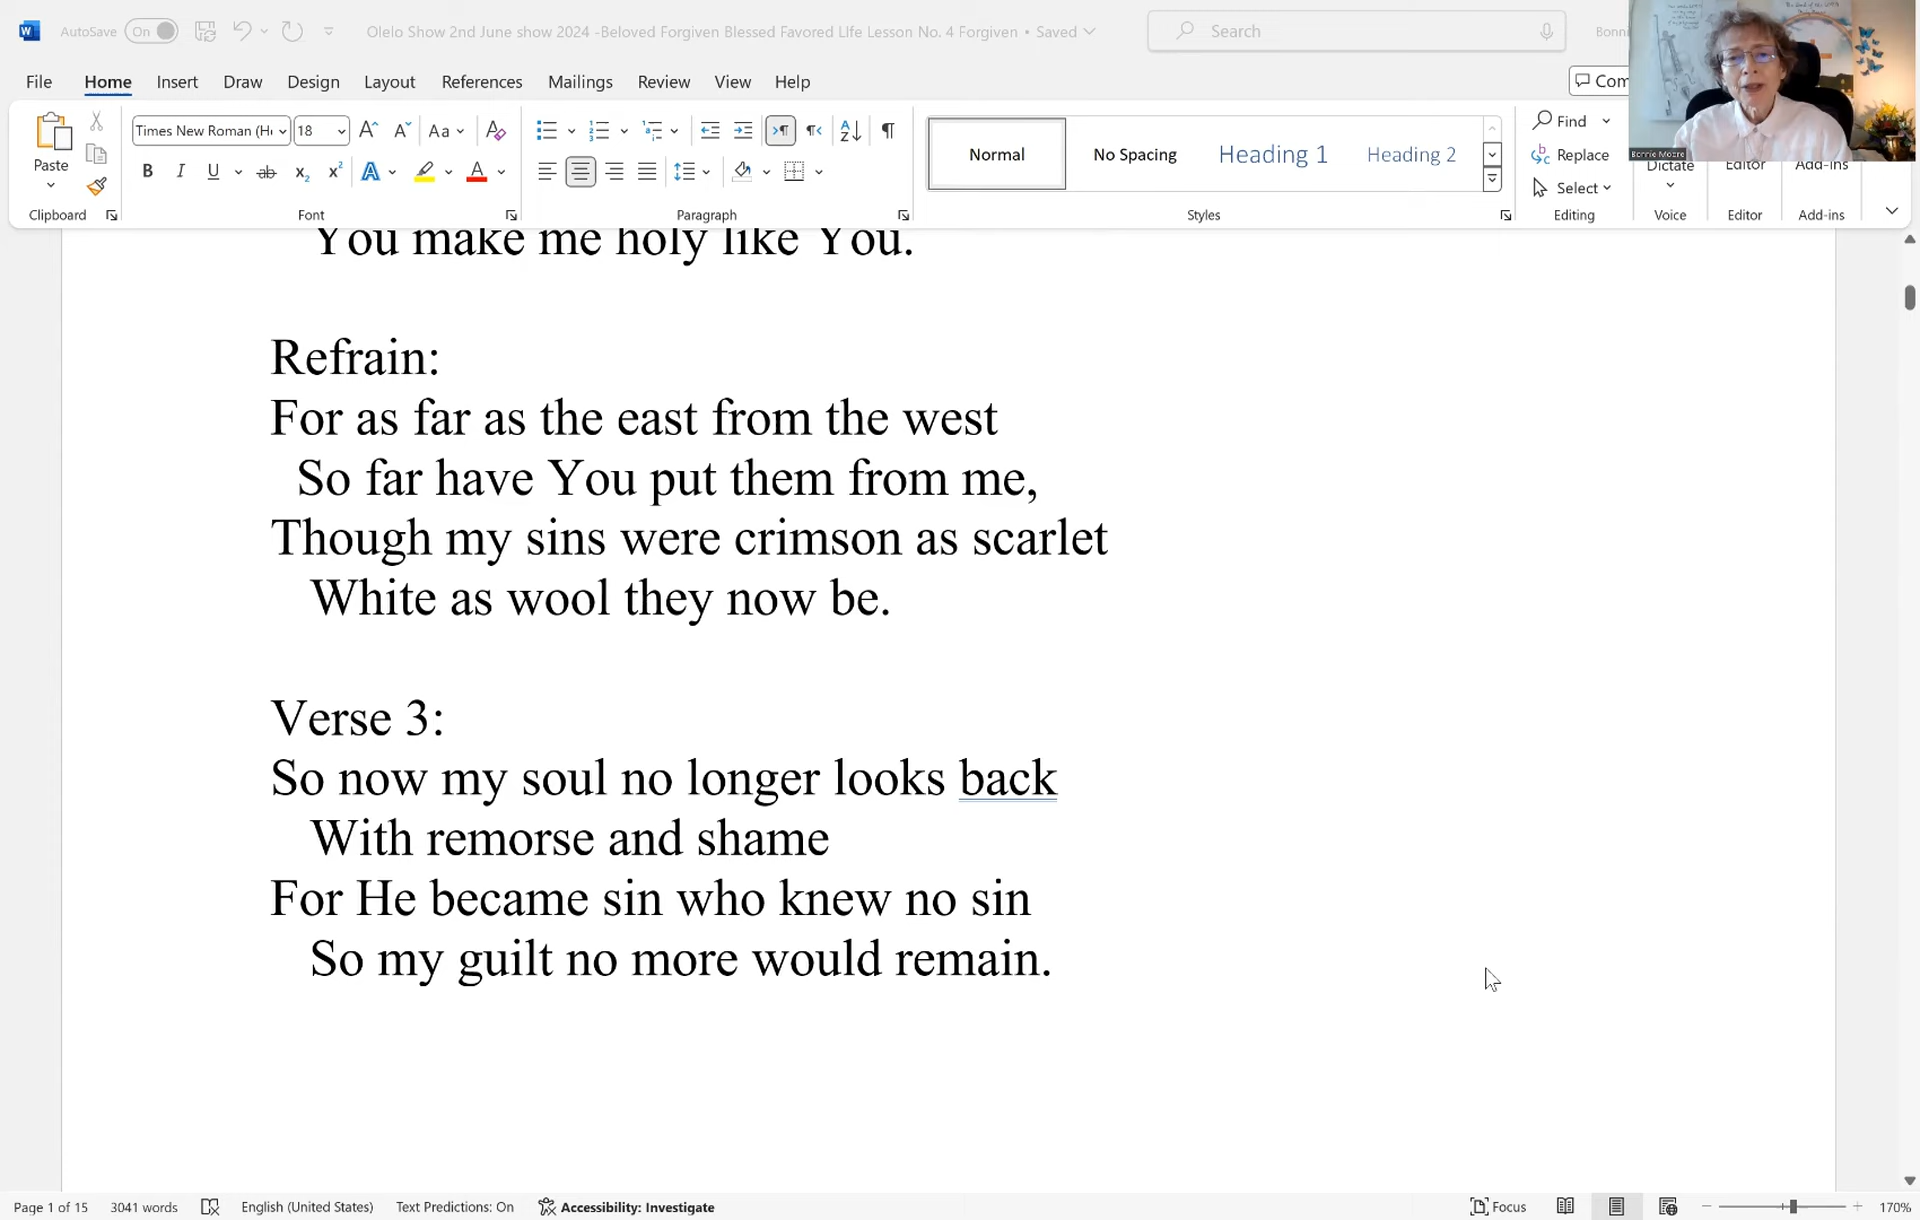 AutoSave On Olelo Show 2nd June show 2024 -Beloved Forgiven Blessed Favored LIfe Lesson No. 4 Forgiven • Saved Search
File Home Insert Draw Design Layout References Mailings Review View Help
Times New Roman (H 18 Aa
Paste
B I U ab x2 x2 A A
Normal No Spacing Heading 1 Heading 2
Find
Replace
Select
Dictate Editor Add-ins
Clipboard Font Paragraph Styles Editing Voice Editor Add-ins
Bonnie Moore
You make me holy like You.
Refrain:
For as far as the east from the west
So far have You put them from me,
Though my sins were crimson as scarlet
White as wool they now be.
Verse 3:
So now my soul no longer looks back
With remorse and shame
For He became sin who knew no sin
So my guilt no more would remain.
Page 1 of 15 3041 words English (United States) Text Predictions: On Accessibility: Investigate Focus 170%